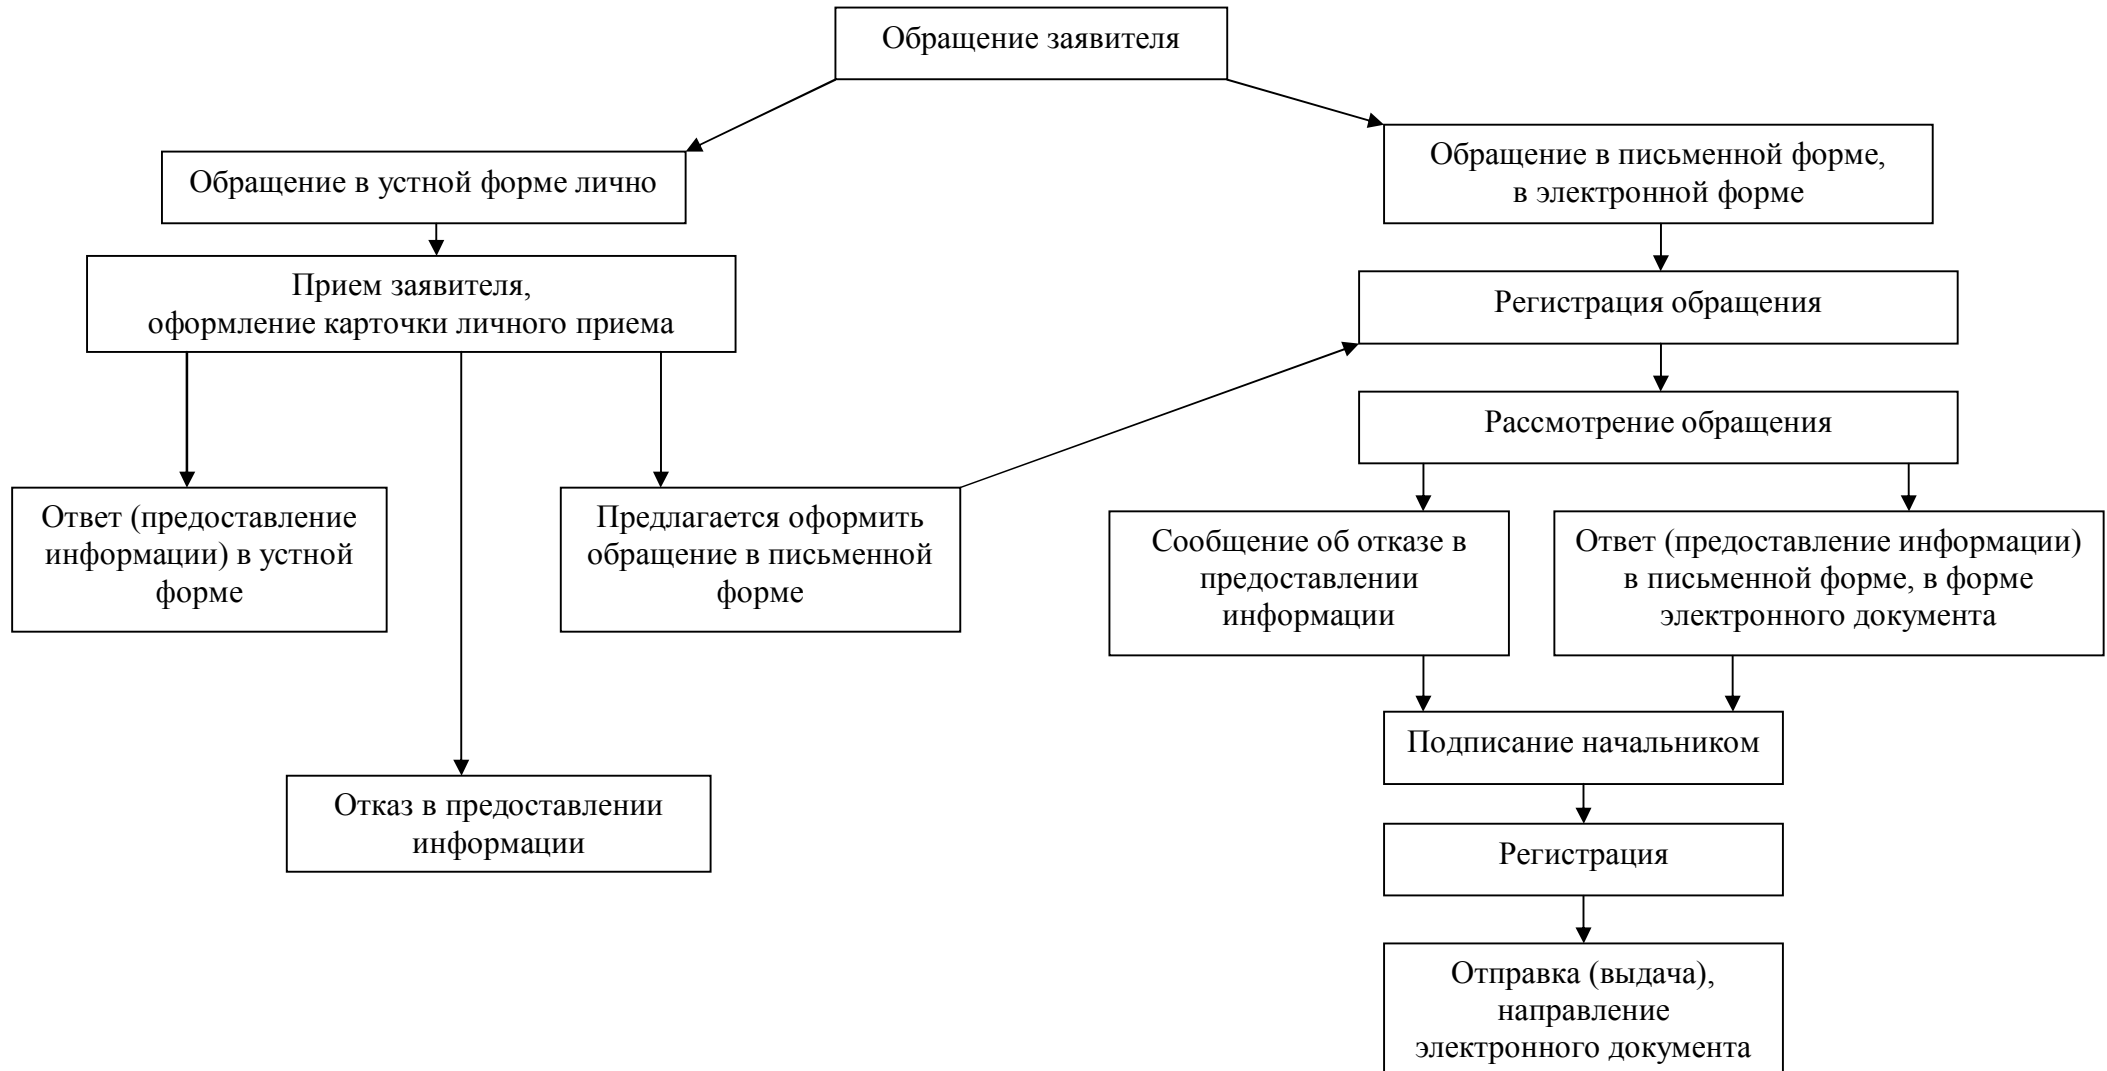 Обращение заявителя
Обращение в устной форме лично
Обращение в письменной форме,
в электронной форме
Прием заявителя,
оформление карточки личного приема
Регистрация обращения
Рассмотрение обращения
Ответ (предоставление
информации) в устной
форме
Предлагается оформить
обращение в письменной
форме
Сообщение об отказе в
предоставлении
информации
Ответ (предоставление информации)
в письменной форме, в форме
электронного документа
Подписание начальником
Отказ в предоставлении
информации
Регистрация
Отправка (выдача),
направление
электронного документа